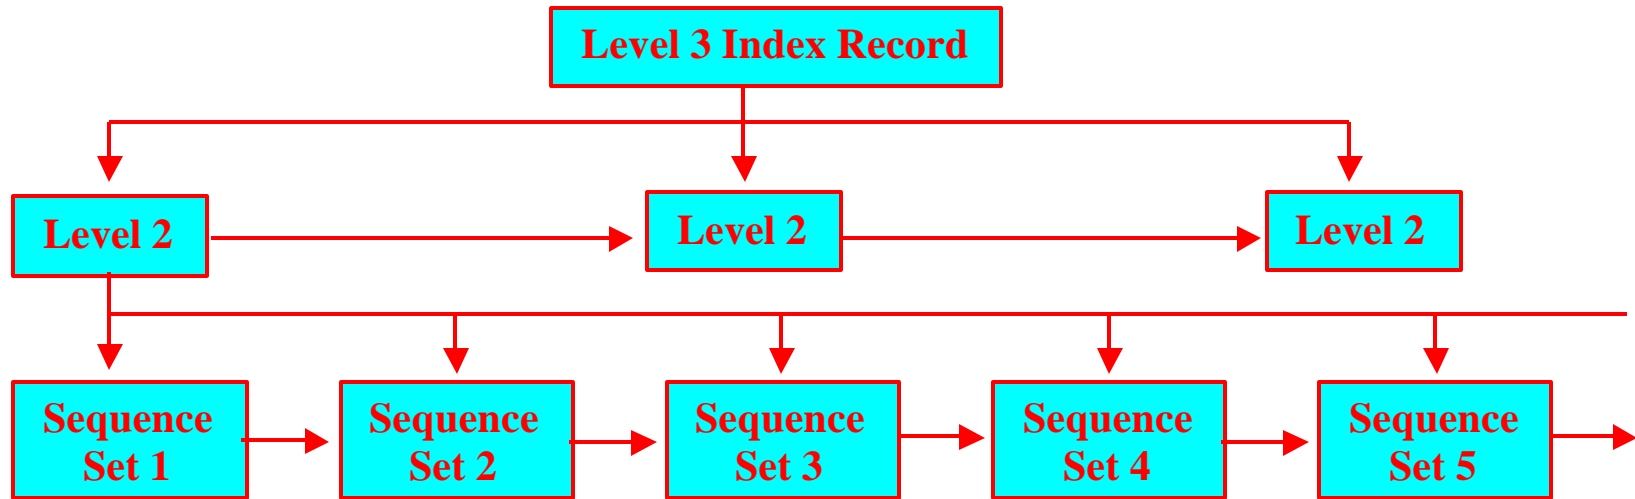 Level 3 Index Record
Level 2
Level 2
Level 2
Sequence
Set 1
Sequence
Set 2
Sequence
Set 3
Sequence
Set 4
Sequence
Set 5